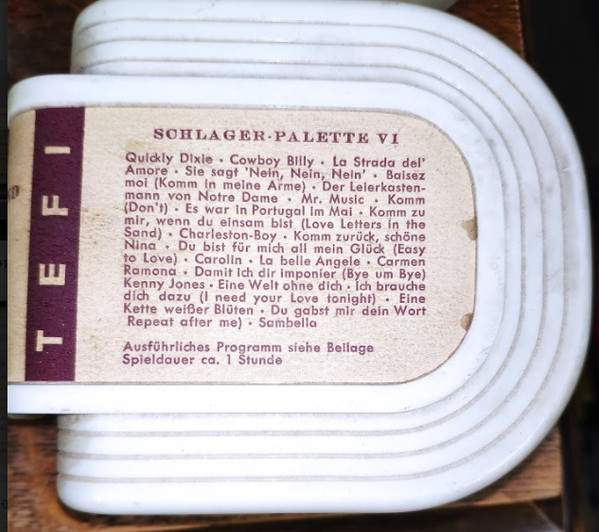 SCHLAGER-PALETTE VI
Quickly Dixie · Cowboy Billy · La Strada del'
Amore · Sie sagt 'Nein, Nein, Nein' · Baisez
moi (Komm in meine Arme) · Der Leierkasten-
mann von Notre Dame · Mr. Music · Komm
(Don't) · Es war in Portugal im Mai · Komm zu
mir, wenn du einsam bist (Love Letters in the
Sand) · Charleston-Boy · Komm zurück, schöne
Nina · Du bist für mich all mein Glück (Easy
to Love) · Carolin · La belle Angele · Carmen
Ramona · Damit ich dir imponier (Bye um Bye)
Kenny Jones · Eine Welt ohne dich · Ich brauche
dich dazu (I need your Love tonight) · Eine
Kette weißer Blüten · Du gabst mir dein Wort
Repeat after me) · Sambella
Ausführliches Programm siehe Beilage
Spieldauer ca. 1 Stunde
TEFI